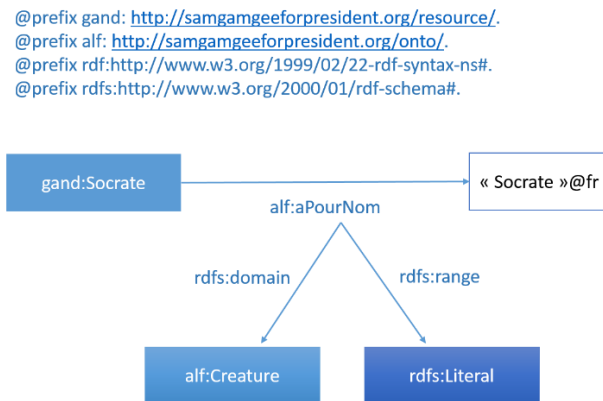 @prefix gand: http://samgamgeeforpresident.org/resource/.
@prefix alf: http://samgamgeeforpresident.org/onto/.
@prefix rdf:http://www.w3.org/1999/02/22-rdf-syntax-ns#.
@prefix rdfs:http://www.w3.org/2000/01/rdf-schema#.
gand:Socrate
« Socrate »@fr
alf:aPourNom
rdfs:domain
rdfs:range
alf:Creature
rdfs:Literal